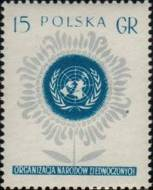 15 POLSKA GR
ORGANIZACJA NARODÓW ZJEDNOCZONYCH